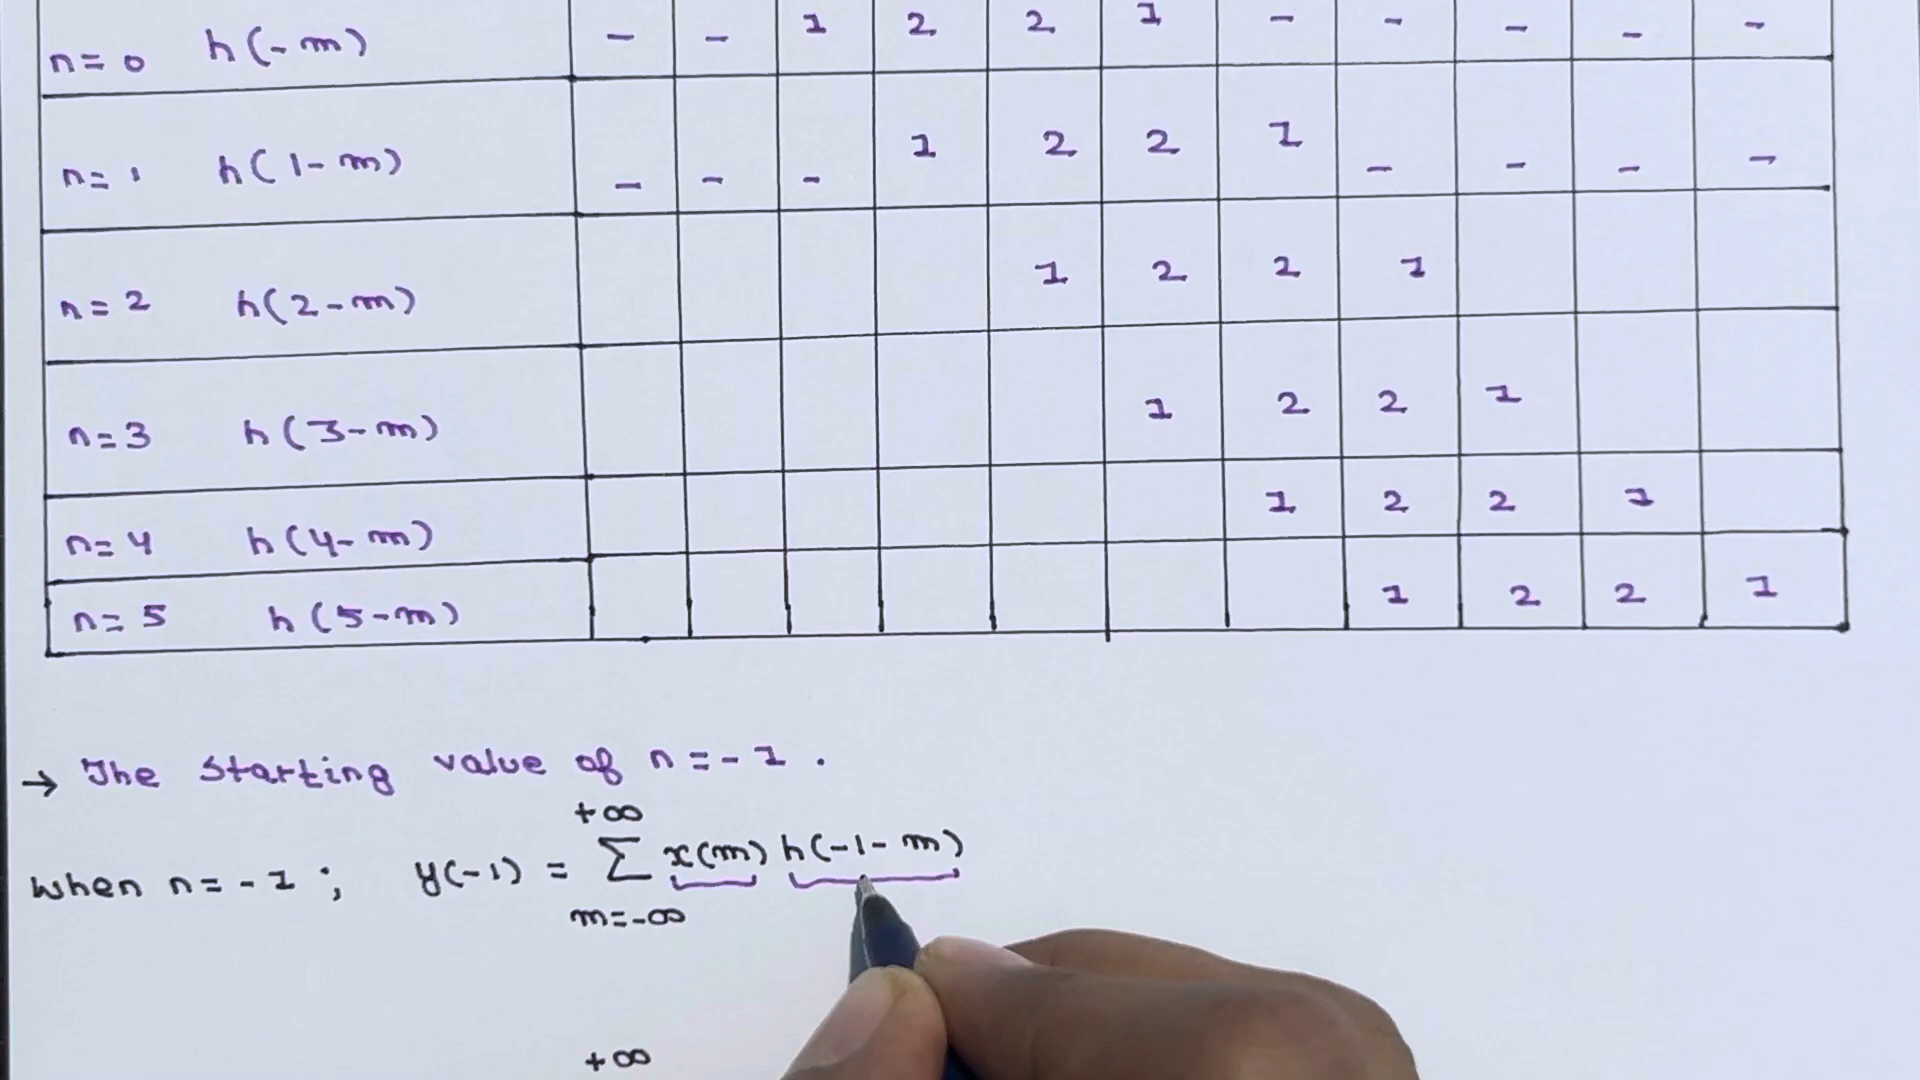 n=0 h(-m) - - 1 2 2 1 - - - - -
n=1 h(1-m) - - - 1 2 2 1 - - - -
n=2 h(2-m) 1 2 2 1
n=3 h(3-m) 1 2 2 1
n=4 h(4-m) 1 2 2 1
n=5 h(5-m) 1 2 2 1
→ The starting value of n=-1.
+∞
when n=-1; y(-1) = Σ x(m) h(-1-m)
m=-∞
+∞